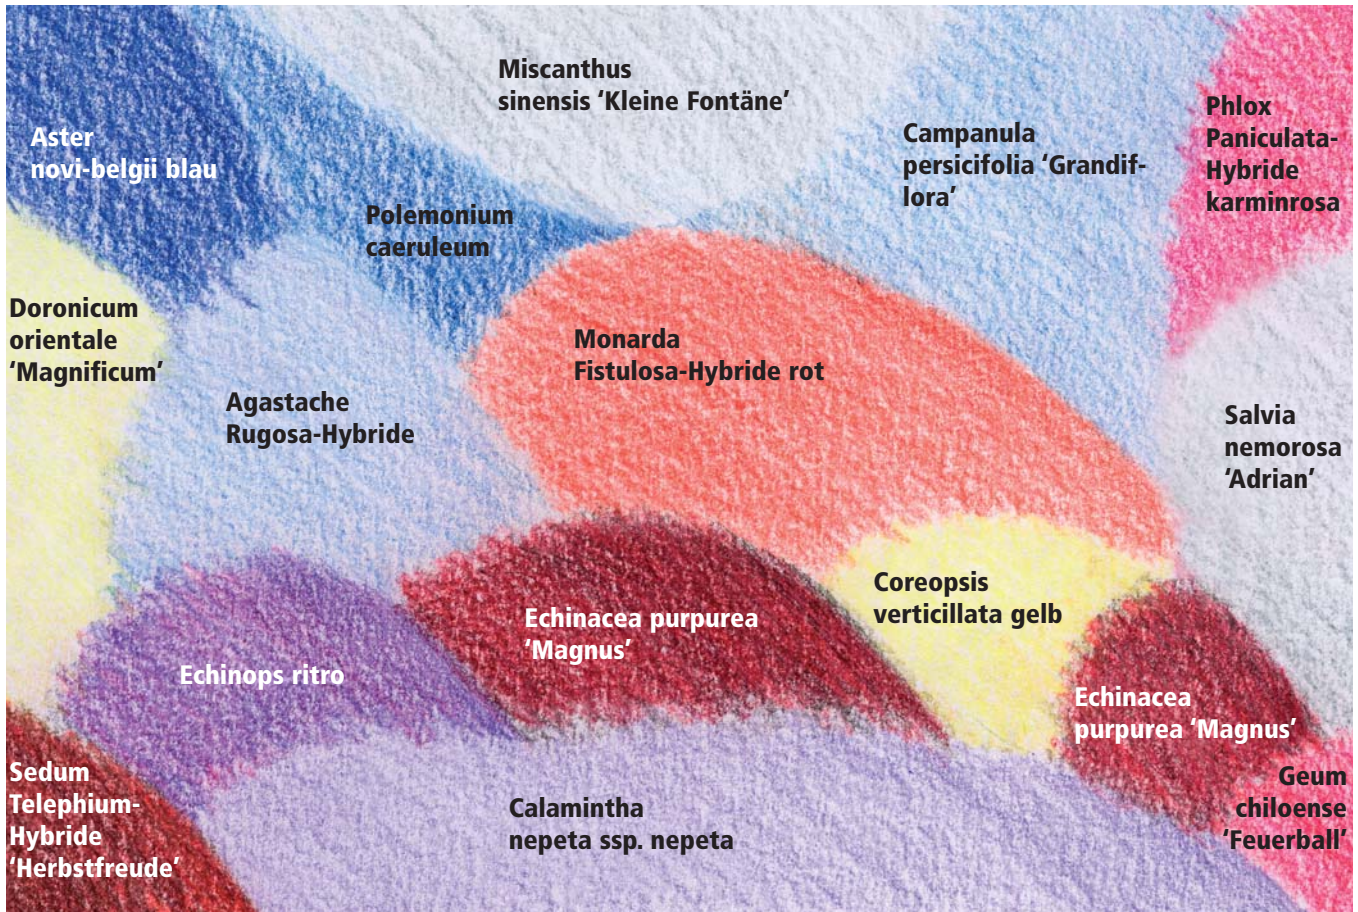 Miscanthus
sinensis ‘Kleine Fontäne’
Aster
novi-belgii blau
Campanula
persicifolia ‘Grandif-
lora’
Phlox
Paniculata-
Hybride
karminrosa
Polemonium
caeruleum
Doronicum
orientale
‘Magnificum’
Monarda
Fistulosa-Hybride rot
Agastache
Rugosa-Hybride
Salvia
nemorosa
‘Adrian’
Coreopsis
verticillata gelb
Echinacea purpurea
‘Magnus’
Echinops ritro
Echinacea
purpurea ‘Magnus’
Sedum
Telephium-
Hybride
‘Herbstfreude’
Calamintha
nepeta ssp. nepeta
Geum
chiloense
‘Feuerball’